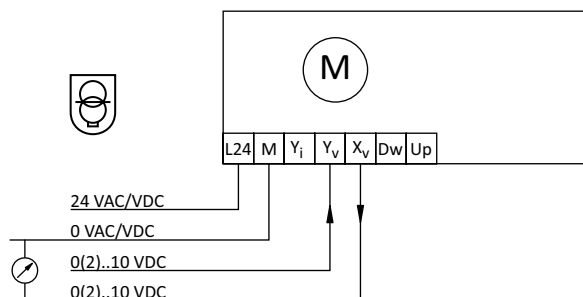 M
L24 M Yi Yv Xv Dw Up
24 VAC/VDC
0 VAC/VDC
0(2)..10 VDC
0(2)..10 VDC